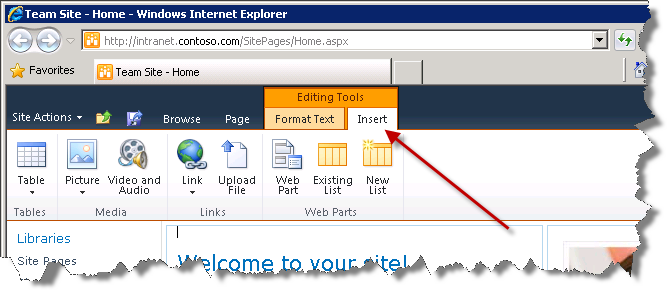 Team Site - Home - Windows Internet Explorer
http://intranet.contoso.com/SitePages/Home.aspx
Favorites Team Site - Home
Editing Tools
Site Actions Browse Page Format Text Insert
Table Picture Video and Audio Link Upload File Web Part Existing List New List
Tables Media Links Web Parts
Libraries
Site Pages
Welcome to your site!